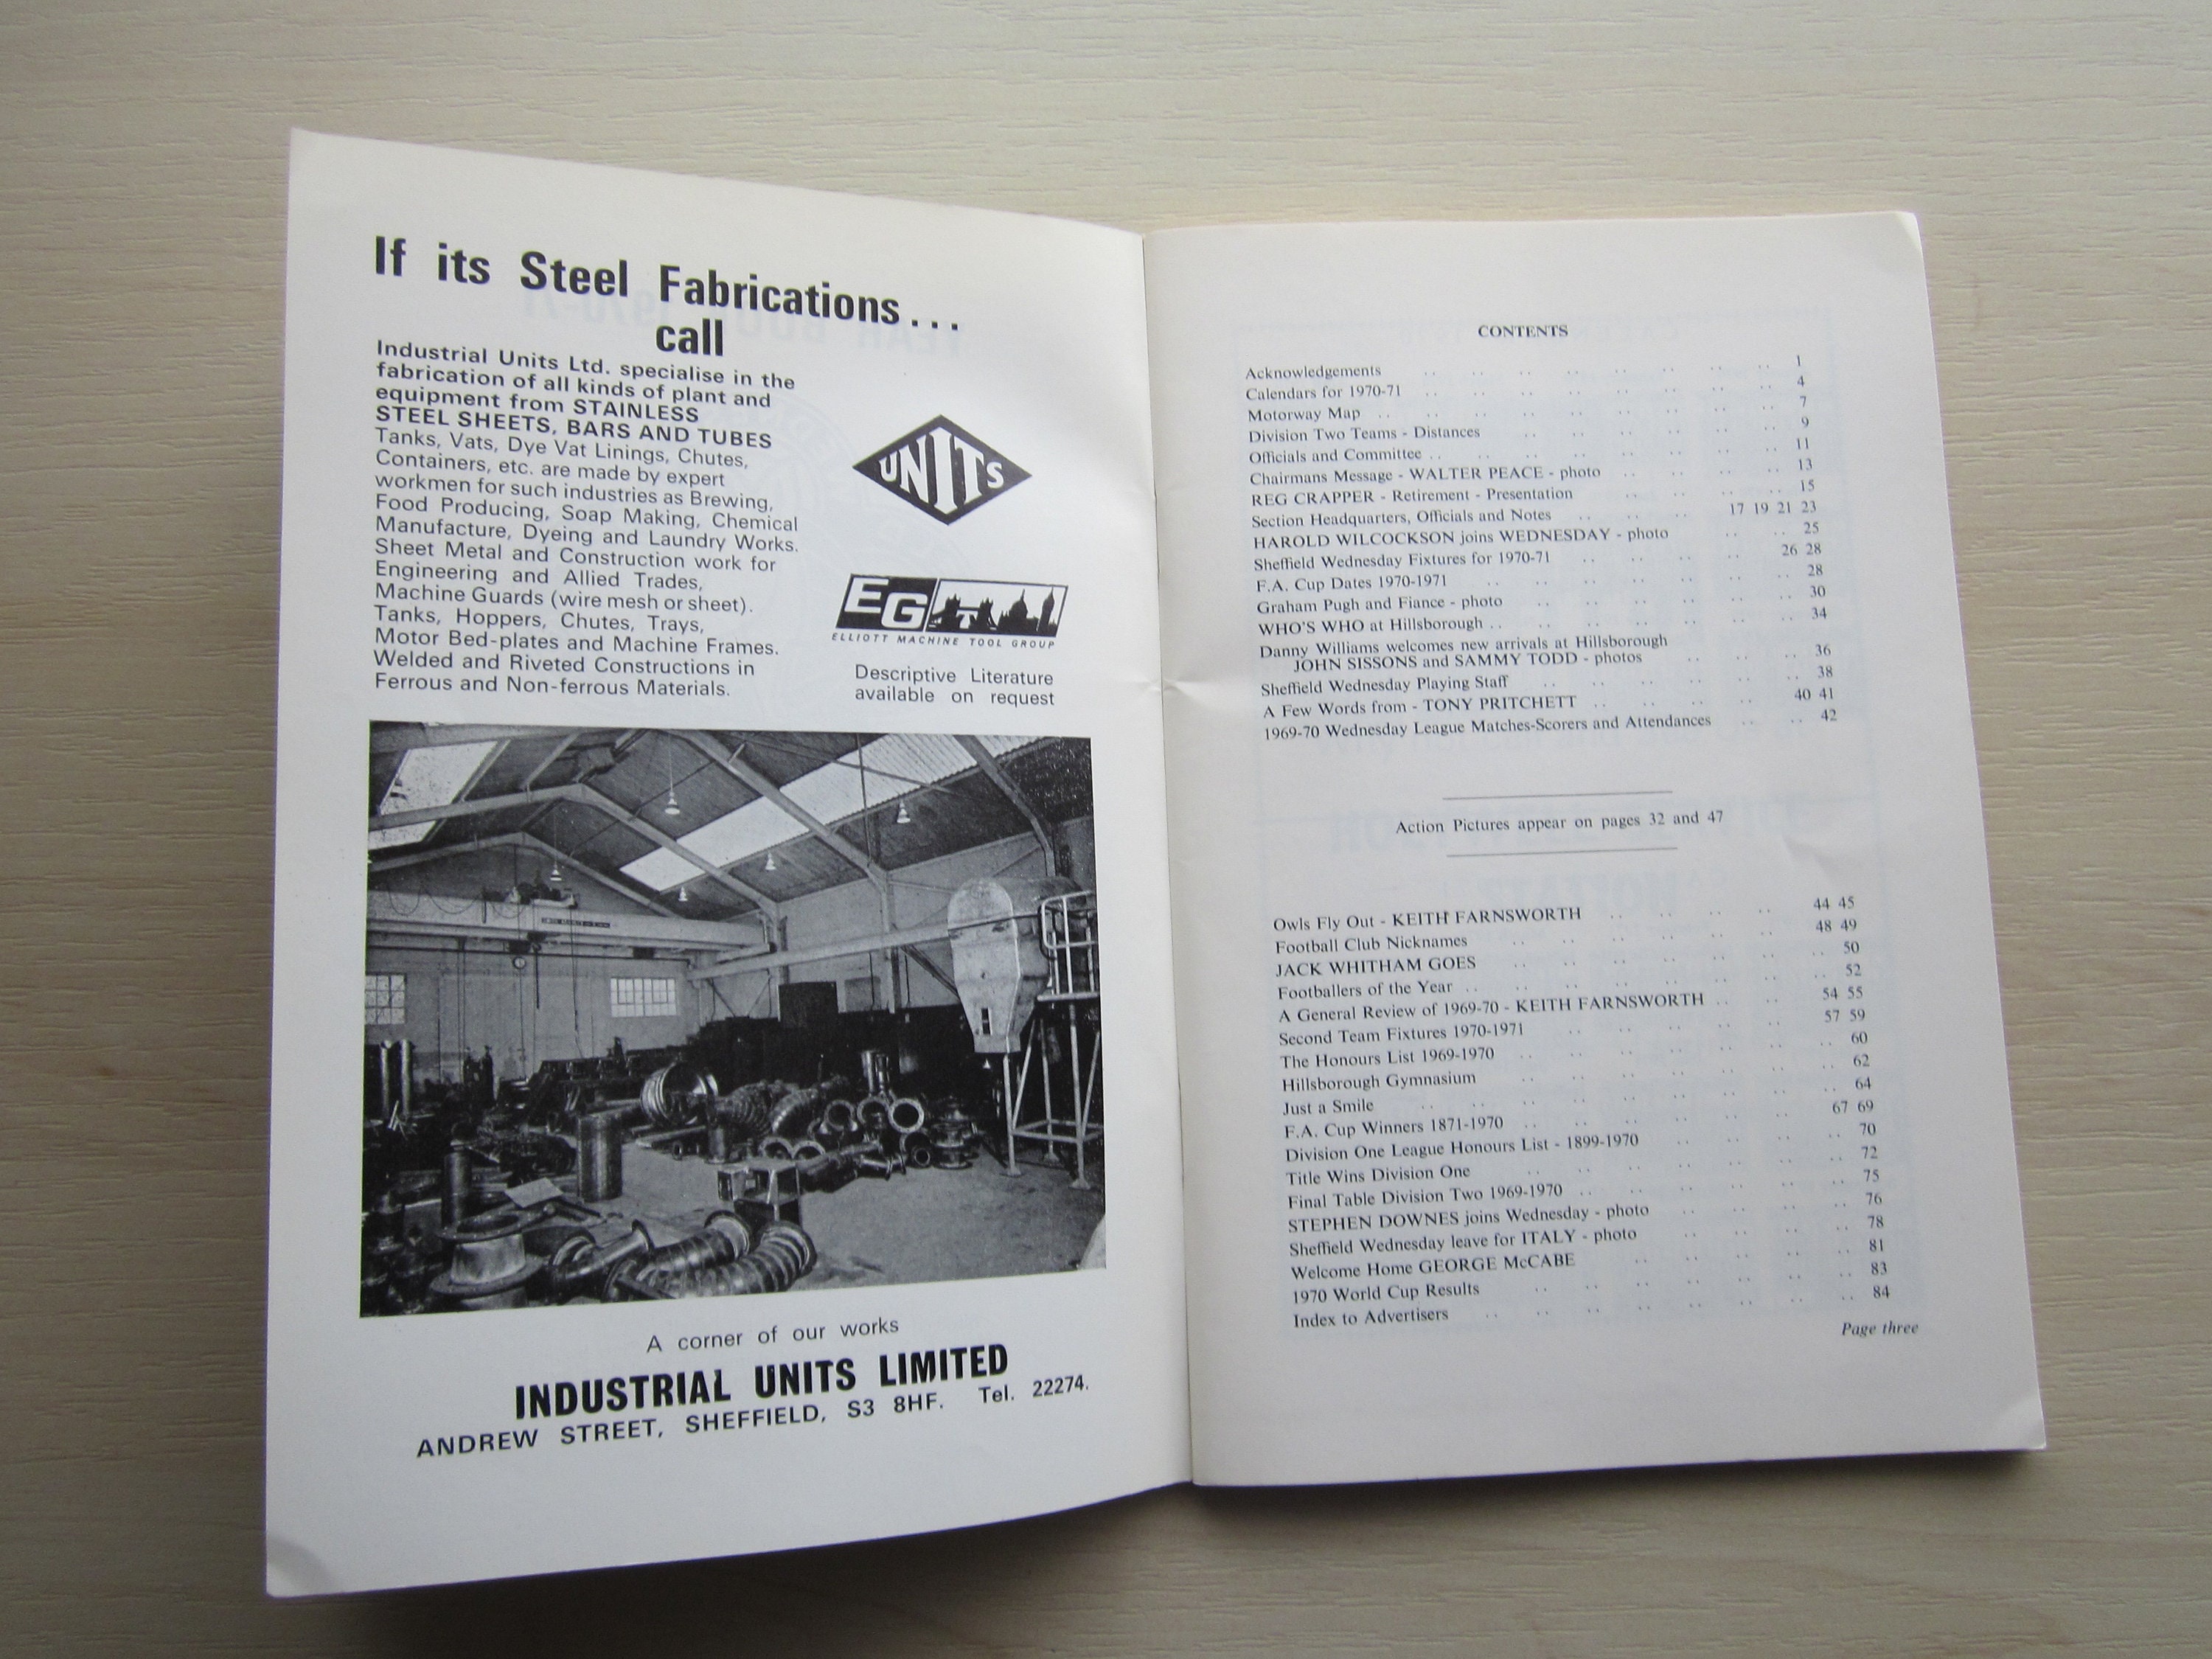 If its Steel Fabrications...
call
Industrial Units Ltd. specialise in the
fabrication of all kinds of plant and
equipment from STAINLESS
STEEL SHEETS, BARS AND TUBES
Tanks, Vats, Dye Vat Linings, Chutes,
Containers, etc. are made by expert
workmen for such industries as Brewing,
Food Producing, Soap Making, Chemical
Manufacture, Dyeing and Laundry Works.
Sheet Metal and Construction work for
Engineering and Allied Trades,
Machine Guards (wire mesh or sheet).
Tanks, Hoppers, Chutes, Trays,
Motor Bed-plates and Machine Frames.
Welded and Riveted Constructions in
Ferrous and Non-ferrous Materials.
UNITS
EG
ELLIOTT MACHINE TOOL GROUP
Descriptive Literature
available on request
A corner of our works
INDUSTRIAL UNITS LIMITED
ANDREW STREET, SHEFFIELD, S3 8HF. Tel. 22274.
CONTENTS
Acknowledgements .. .. .. .. .. .. .. .. 1
Calendars for 1970-71 .. .. .. .. .. .. .. .. 4
Motorway Map .. .. .. .. .. .. .. .. .. 7
Division Two Teams - Distances .. .. .. .. .. .. 9
Officials and Committee .. .. .. .. .. .. .. .. 11
Chairmans Message - WALTER PEACE - photo .. .. .. .. 13
REG CRAPPER - Retirement - Presentation .. .. .. .. 15
Section Headquarters, Officials and Notes .. .. .. 17 19 21 23
HAROLD WILCOCKSON joins WEDNESDAY - photo .. .. 25
Sheffield Wednesday Fixtures for 1970-71 .. .. .. .. 26 28
F.A. Cup Dates 1970-1971 .. .. .. .. .. .. .. 28
Graham Pugh and Fiance - photo .. .. .. .. .. .. 30
WHO'S WHO at Hillsborough .. .. .. .. .. .. .. 34
Danny Williams welcomes new arrivals at Hillsborough
JOHN SISSONS and SAMMY TODD - photos .. .. .. 36
Sheffield Wednesday Playing Staff .. .. .. .. .. .. 38
A Few Words from - TONY PRITCHETT .. .. .. .. 40 41
1969-70 Wednesday League Matches-Scorers and Attendances .. .. 42
Action Pictures appear on pages 32 and 47
Owls Fly Out - KEITH FARNSWORTH .. .. .. .. 44 45
Football Club Nicknames .. .. .. .. .. .. 48 49
JACK WHITHAM GOES .. .. .. .. .. .. .. 50
Footballers of the Year .. .. .. .. .. .. .. .. 52
A General Review of 1969-70 - KEITH FARNSWORTH .. .. 54 55
Second Team Fixtures 1970-1971 .. .. .. .. .. 57 59
The Honours List 1969-1970 .. .. .. .. .. .. .. 60
Hillsborough Gymnasium .. .. .. .. .. .. .. 62
Just a Smile .. .. .. .. .. .. .. .. .. 64
F.A. Cup Winners 1871-1970 .. .. .. .. .. .. 67 69
Division One League Honours List - 1899-1970 .. .. .. .. 70
Title Wins Division One .. .. .. .. .. .. .. 72
Final Table Division Two 1969-1970 .. .. .. .. .. .. 75
STEPHEN DOWNES joins Wednesday - photo .. .. .. .. 76
Sheffield Wednesday leave for ITALY - photo .. .. .. .. 78
Welcome Home GEORGE McCABE .. .. .. .. .. 81
1970 World Cup Results .. .. .. .. .. .. .. 83
Index to Advertisers .. .. .. .. .. .. .. .. 84
Page three